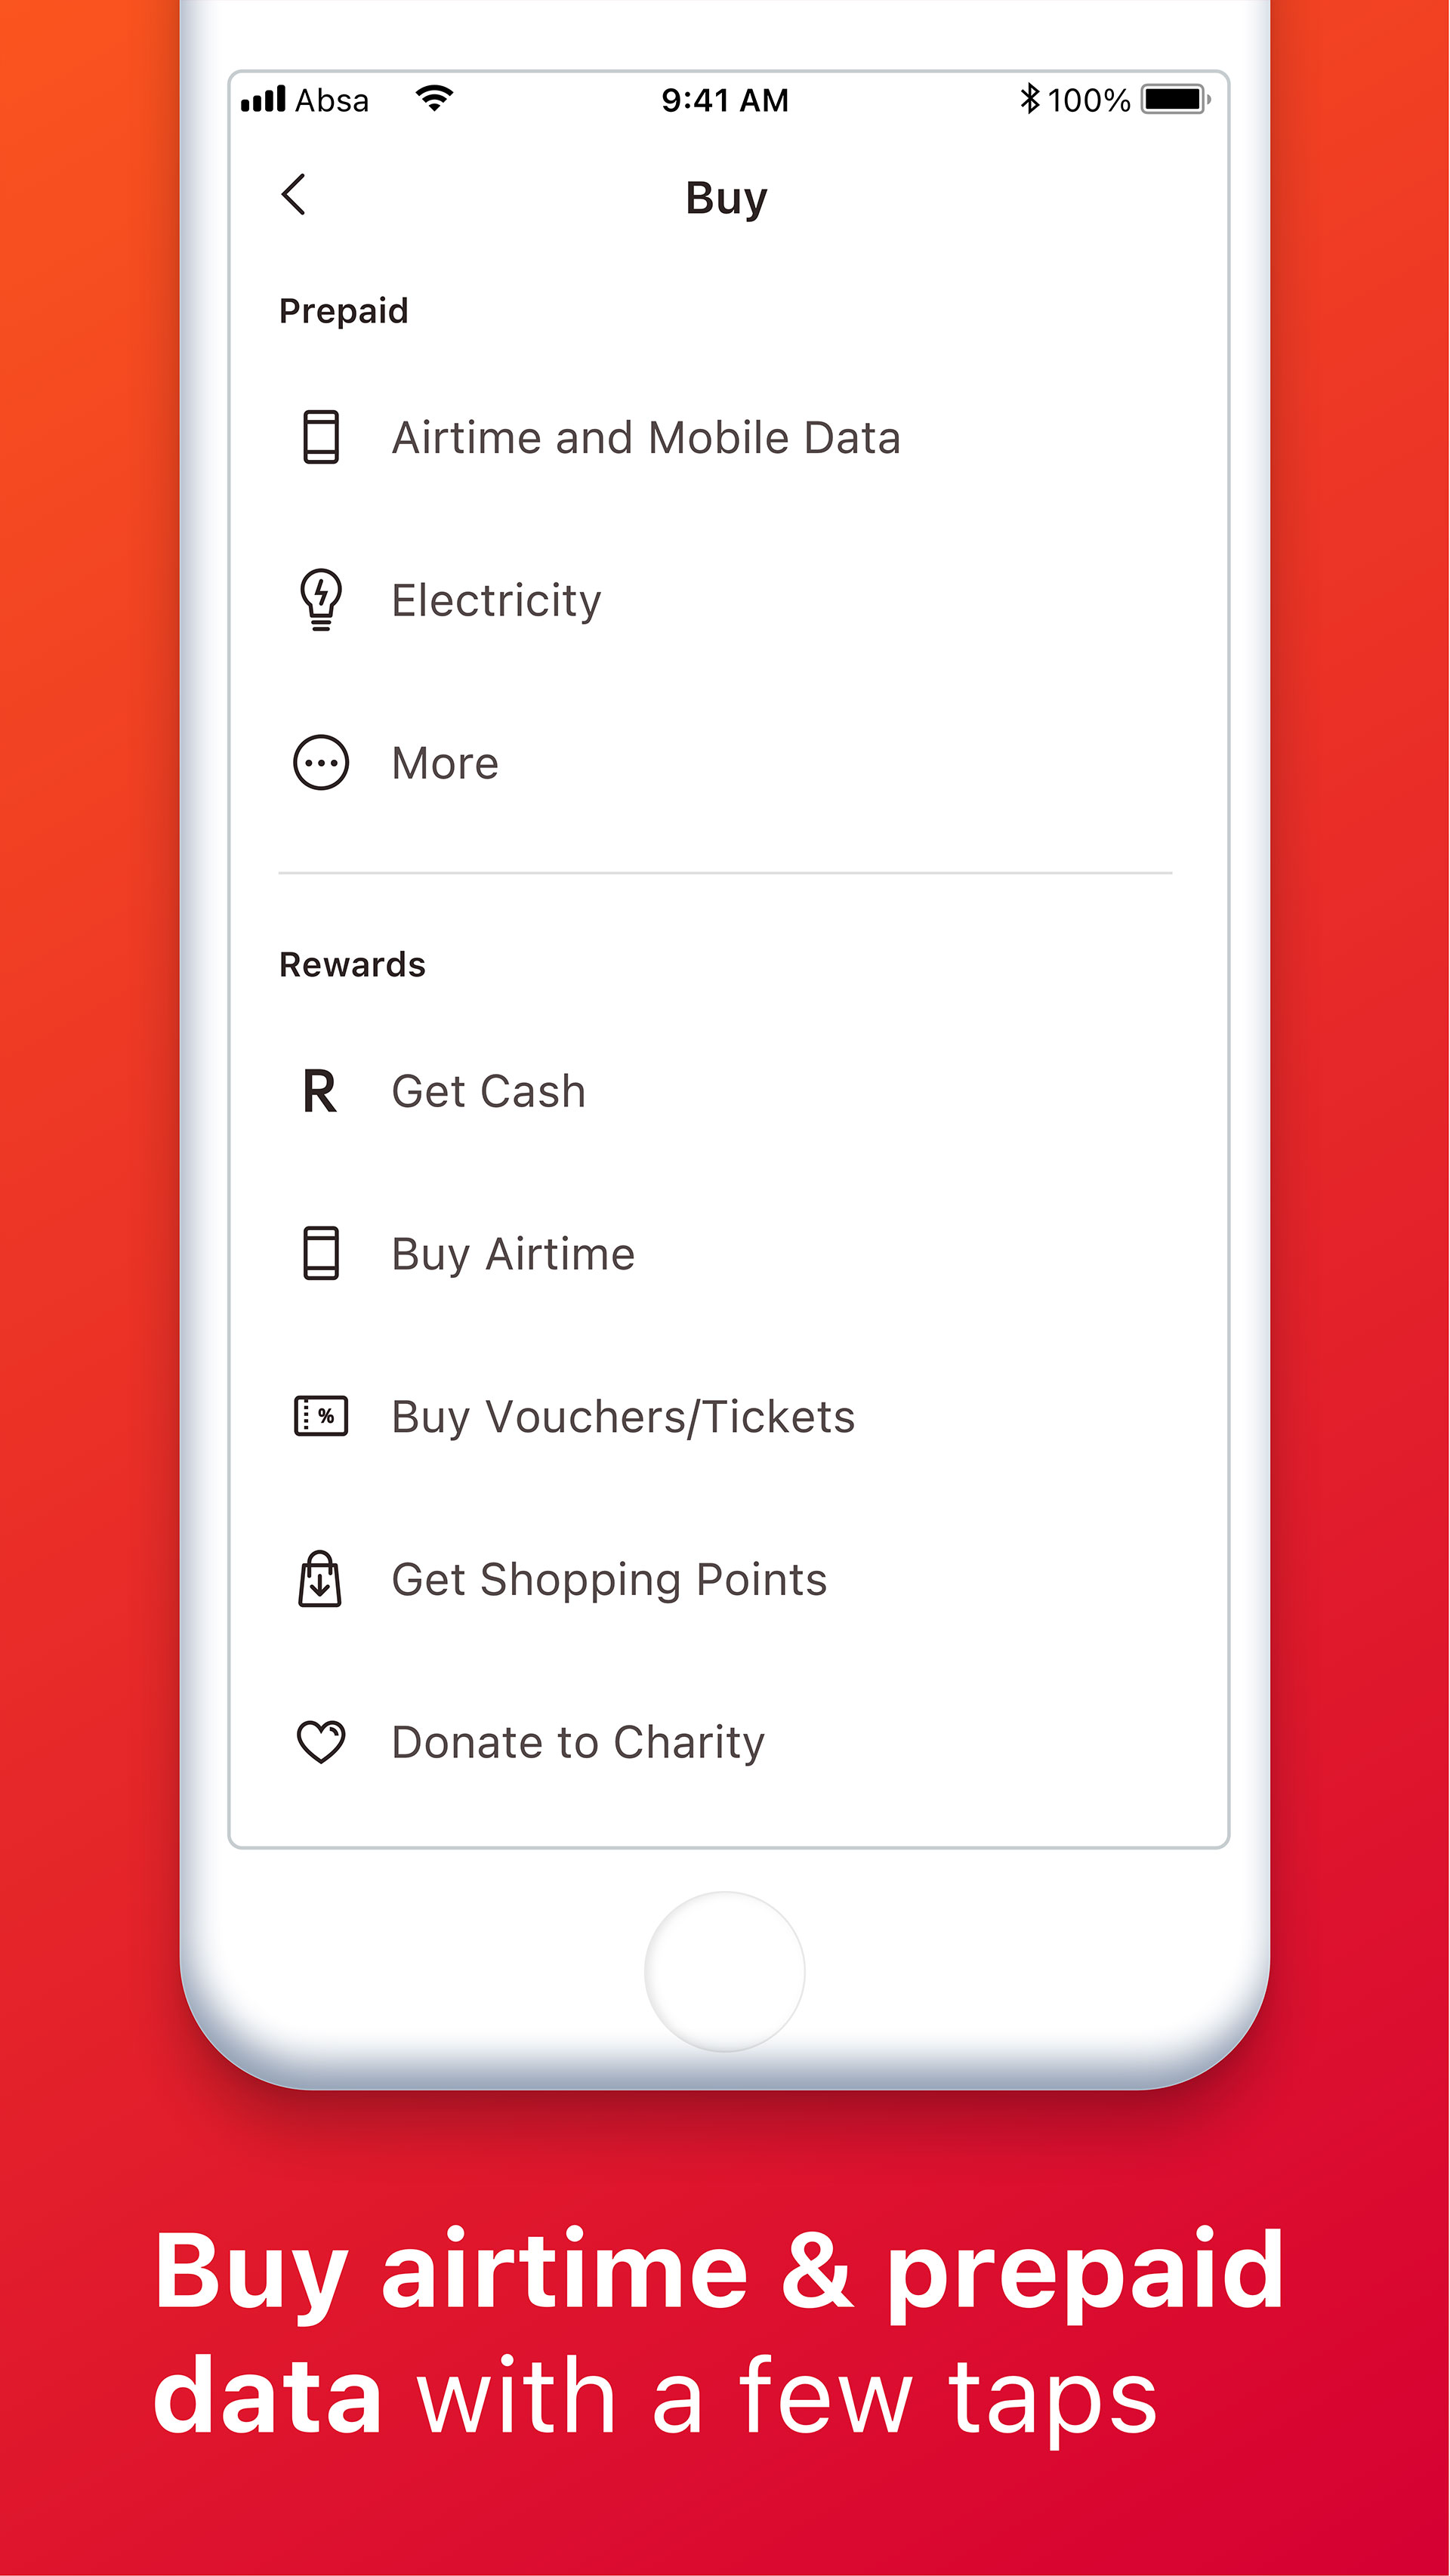 Absa 9:41 AM 100%
Buy
Prepaid
Airtime and Mobile Data
Electricity
More
Rewards
R Get Cash
Buy Airtime
% Buy Vouchers/Tickets
Get Shopping Points
Donate to Charity
Buy airtime & prepaid
data with a few taps